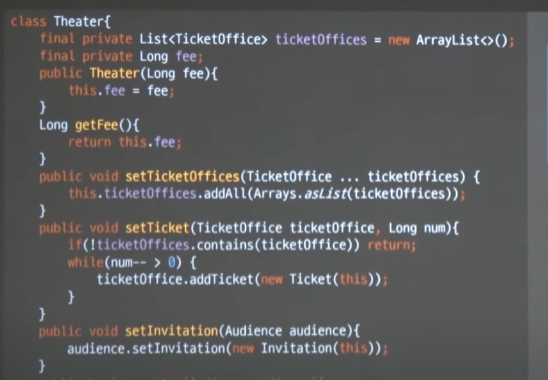 class Theater{
    final private List<TicketOffice> ticketOffices = new ArrayList<>();
    final private Long fee;
    public Theater(Long fee){
        this.fee = fee;
    }
    Long getFee(){
        return this.fee;
    }
    public void setTicketOffices(TicketOffice ... ticketOffices) {
        this.ticketOffices.addAll(Arrays.asList(ticketOffices));
    }
    public void setTicket(TicketOffice ticketOffice, Long num){
        if(!ticketOffices.contains(ticketOffice)) return;
        while(num-- > 0) {
            ticketOffice.addTicket(new Ticket(this));
        }
    }
    public void setInvitation(Audience audience){
        audience.setInvitation(new Invitation(this));
    }